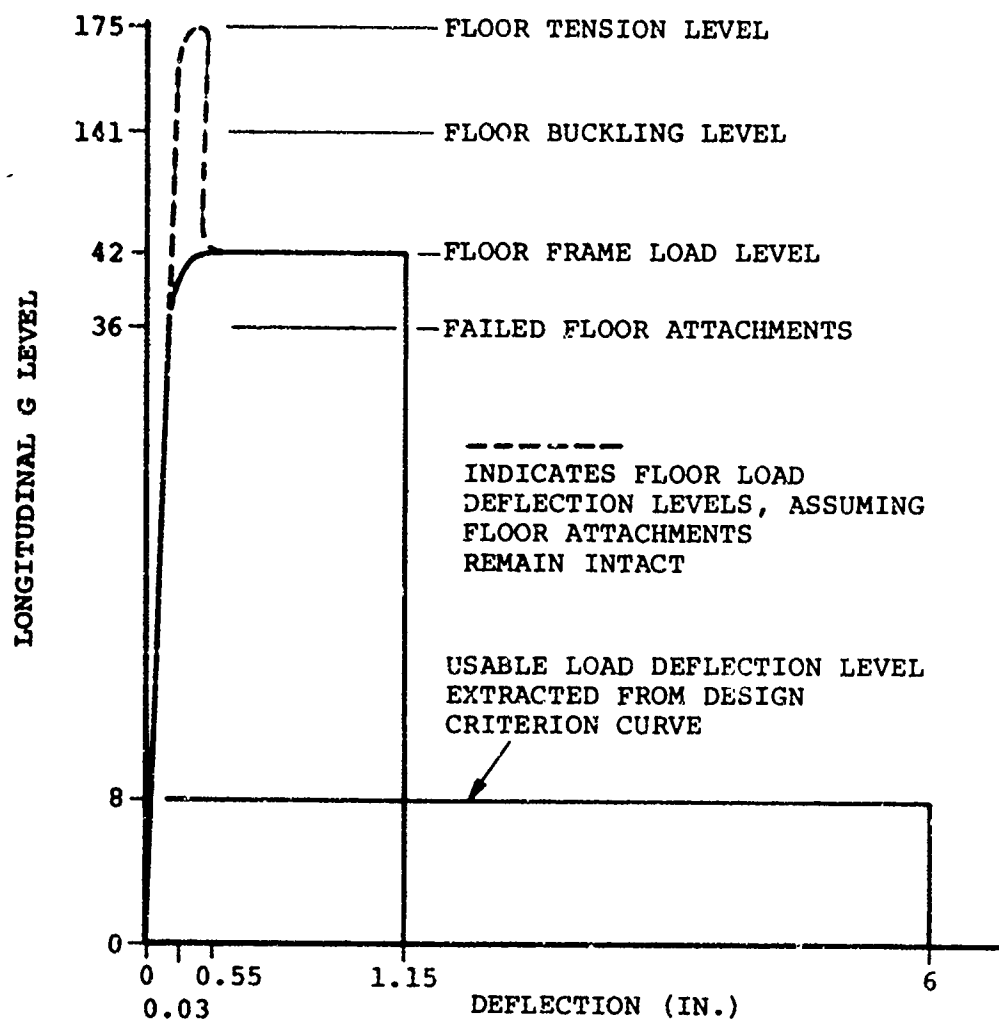 175
FLOOR TENSION LEVEL
141
FLOOR BUCKLING LEVEL
42
FLOOR FRAME LOAD LEVEL
36
FAILED FLOOR ATTACHMENTS
LONGITUDINAL G LEVEL
INDICATES FLOOR LOAD
DEFLECTION LEVELS, ASSUMING
FLOOR ATTACHMENTS
REMAIN INTACT
USABLE LOAD DEFLECTION LEVEL
EXTRACTED FROM DESIGN
CRITERION CURVE
8
0
0 0.55 1.15 6
0.03
DEFLECTION (IN.)